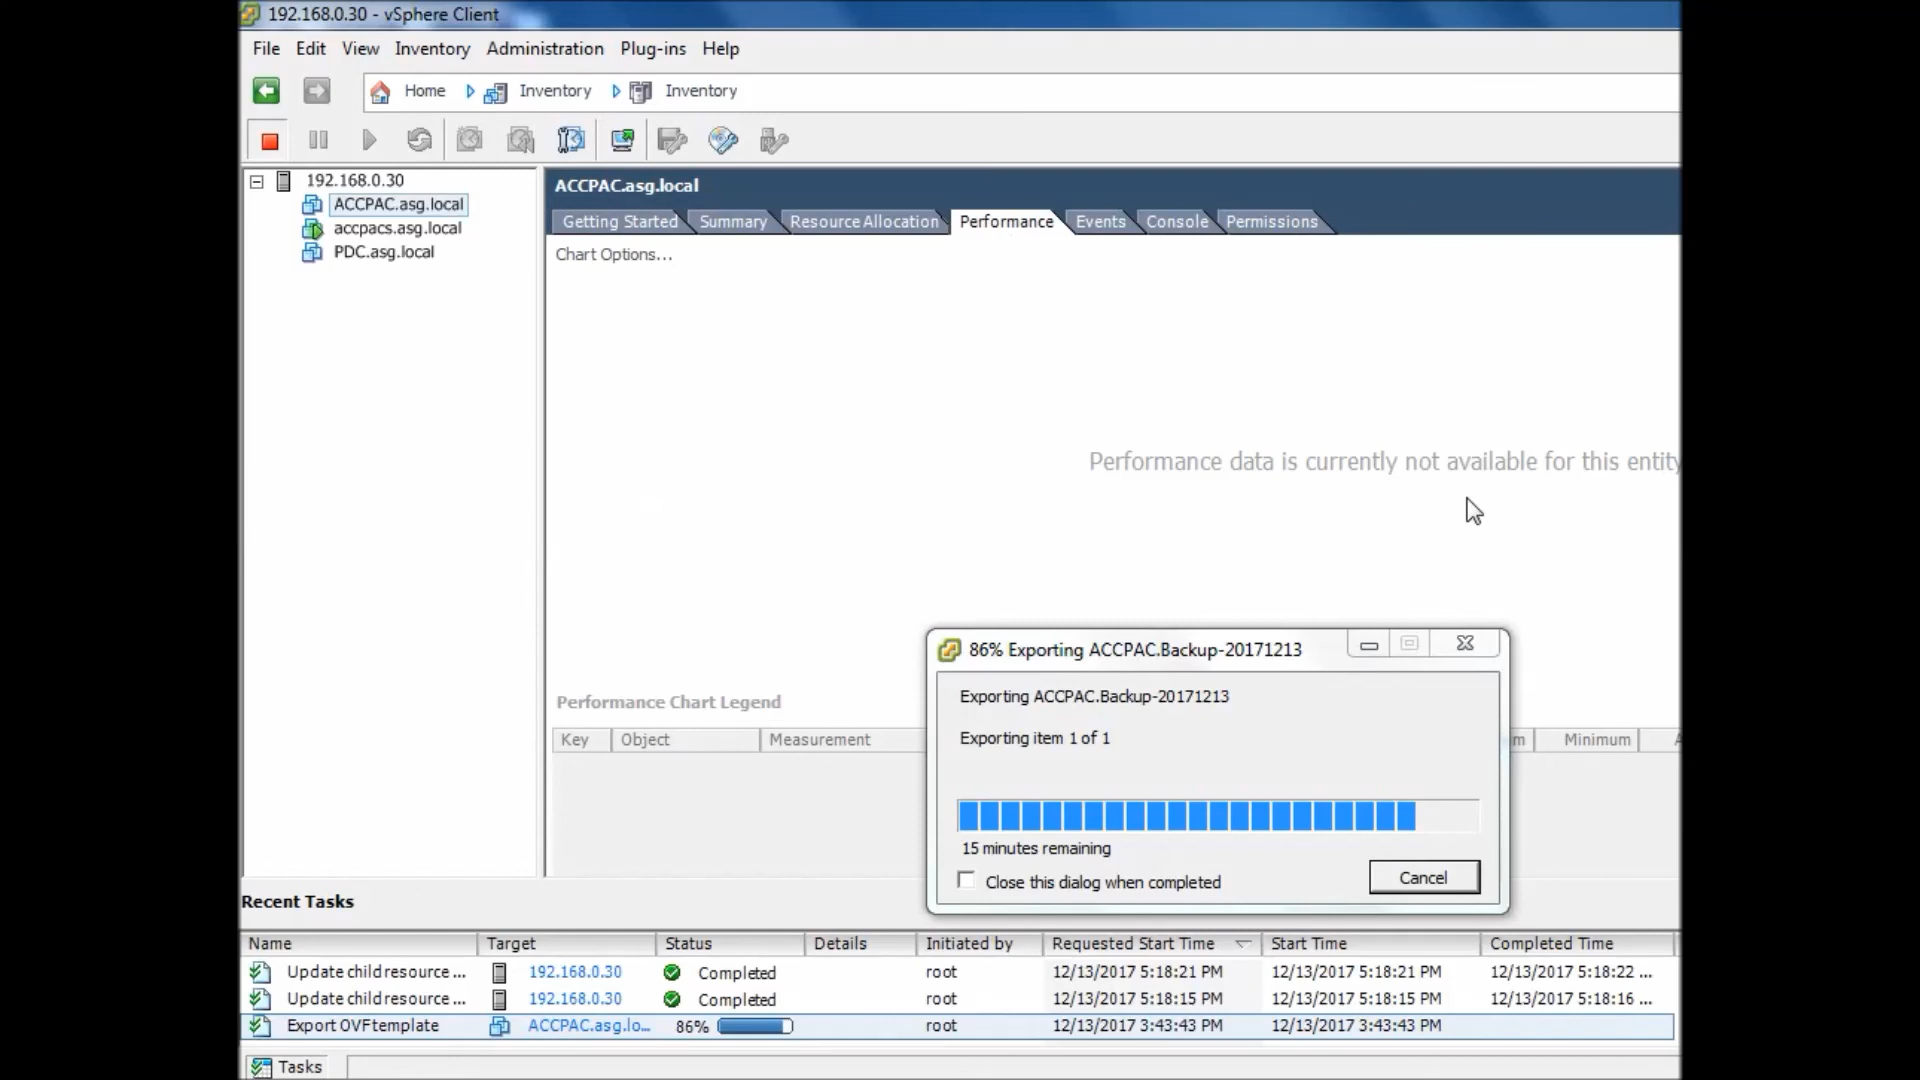 192.168.0.30 - vSphere Client
File Edit View Inventory Administration Plug-ins Help
Home Inventory Inventory
192.168.0.30
ACCPAC.asg.local
accpacs.asg.local
PDC.asg.local
ACCPAC.asg.local
Getting Started Summary Resource Allocation Performance Events Console Permissions
Chart Options...
Performance data is currently not available for this entity
Performance Chart Legend
Key Object Measurement Minimum
86% Exporting ACCPAC.Backup-20171213
Exporting ACCPAC.Backup-20171213
Exporting item 1 of 1
15 minutes remaining
Close this dialog when completed
Cancel
Recent Tasks
Name Target Status Details Initiated by Requested Start Time Start Time Completed Time
Update child resource ... 192.168.0.30 Completed root 12/13/2017 5:18:21 PM 12/13/2017 5:18:21 PM 12/13/2017 5:18:22 ...
Update child resource ... 192.168.0.30 Completed root 12/13/2017 5:18:15 PM 12/13/2017 5:18:15 PM 12/13/2017 5:18:16 ...
Export OVF template ACCPAC.asg.lo... 86% root 12/13/2017 3:43:43 PM 12/13/2017 3:43:43 PM
Tasks